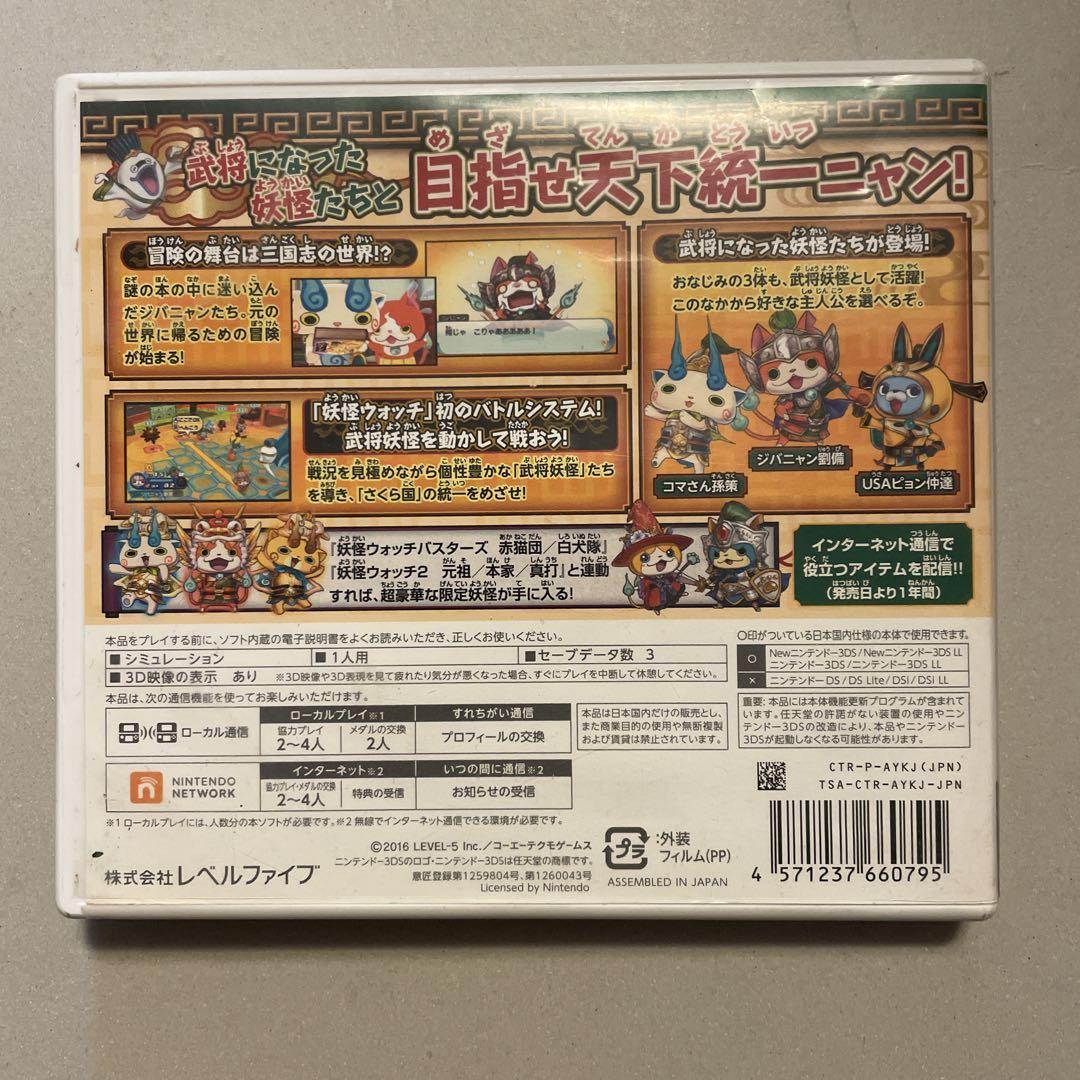 武将になった
妖怪たちと
目指せ天下統一ニャン!
冒険の舞台は三国志の世界!?
謎の本の中に迷い込ん
だジバニャンたち。元の
世界に帰るための冒険
が始まる!
ジバニャン
何じゃ こりゃあああああ!
武将になった妖怪たちが登場!
おなじみの3体も、武将妖怪として活躍!
このなかから好きな主人公を選べるぞ。
コマさん孫策
ジバニャン劉備
USAピョン仲達
「妖怪ウォッチ」初のバトルシステム!
武将妖怪を動かして戦おう!
戦況を見極めながら個性豊かな「武将妖怪」たち
を導き、「さくら国」の統一をめざせ!
『妖怪ウォッチバスターズ 赤猫団/白犬隊』
『妖怪ウォッチ2 元祖/本家/真打』と連動
すれば、超豪華な限定妖怪が手に入る!
インターネット通信で
役立つアイテムを配信!!
(発売日より1年間)
本品をプレイする前に、ソフト内蔵の電子説明書をよくお読みいただき、正しくお使いください。
■シミュレーション
■1人用
■セーブデータ数 3
■3D映像の表示 あり ※3D映像や3D表現を見て疲れたり気分が悪くなった場合、すぐにプレイを中断して休憩してください。
本品は、次の通信機能を使ってお楽しみいただけます。
ローカル通信
ローカルプレイ※1
協力プレイ
2〜4人
メダルの交換
2人
すれちがい通信
プロフィールの交換
NINTENDO
NETWORK
インターネット※2
協力プレイ・メダルの交換
2〜4人
特典の受信
いつの間に通信※2
お知らせの受信
※1 ローカルプレイには、人数分の本ソフトが必要です。※2 無線でインターネット通信できる環境が必要です。
○印がついている日本国内仕様の本体で使用できます。
○
Newニンテンドー3DS/Newニンテンドー3DS LL
ニンテンドー3DS/ニンテンドー3DS LL
×
ニンテンドーDS/DS Lite/DSi/DSi LL
重要:本品には本体機能更新プログラムが含まれて
います。任天堂の許諾がない装置の使用やニン
テンドー3DSの改造により、本品やニンテンドー
3DSが起動しなくなる可能性があります。
本品は日本国内だけの販売とし、
また商業目的の使用や無断複製
および賃貸は禁止されています。
CTR-P-AYKJ(JPN)
TSA-CTR-AYKJ-JPN
©2016 LEVEL-5 Inc./コーエーテクモゲームス
ニンテンドー3DSのロゴ・ニンテンドー3DSは任天堂の商標です。
意匠登録第1259804号、第1260043号
Licensed by Nintendo
株式会社レベルファイブ
プラ
:外装
フィルム(PP)
ASSEMBLED IN JAPAN
4 571237 660795